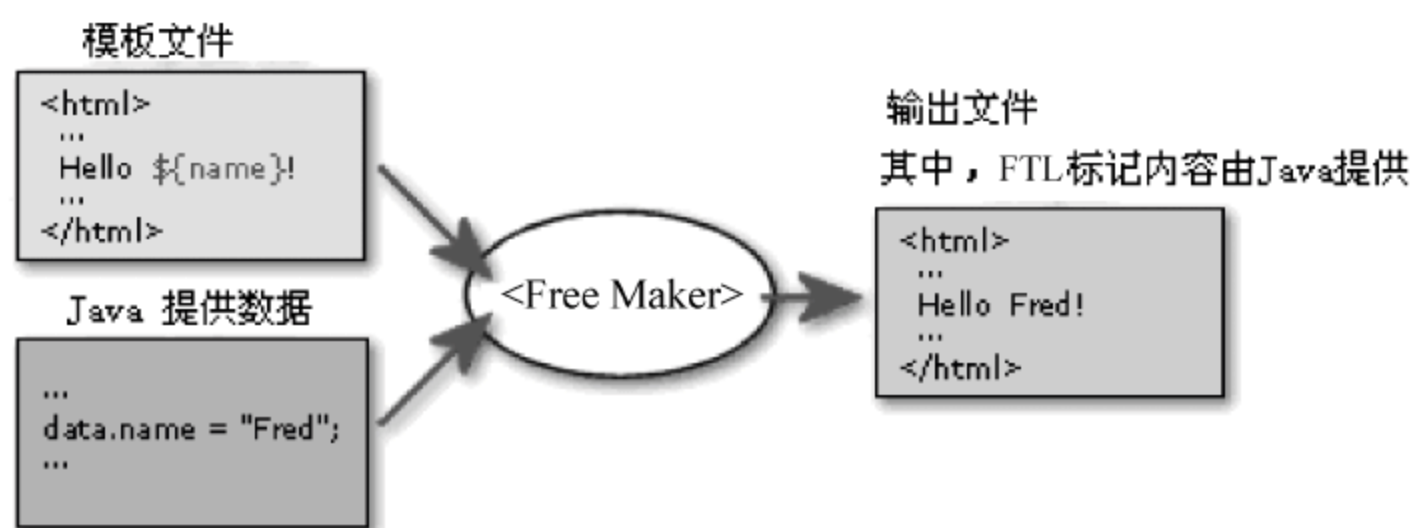 模板文件
<html>
...
Hello ${name}!
...
</html>
Java 提供数据
...
data.name = "Fred";
...
<Free Maker>
输出文件
其中，FTL标记内容由Java提供
<html>
...
Hello Fred!
...
</html>